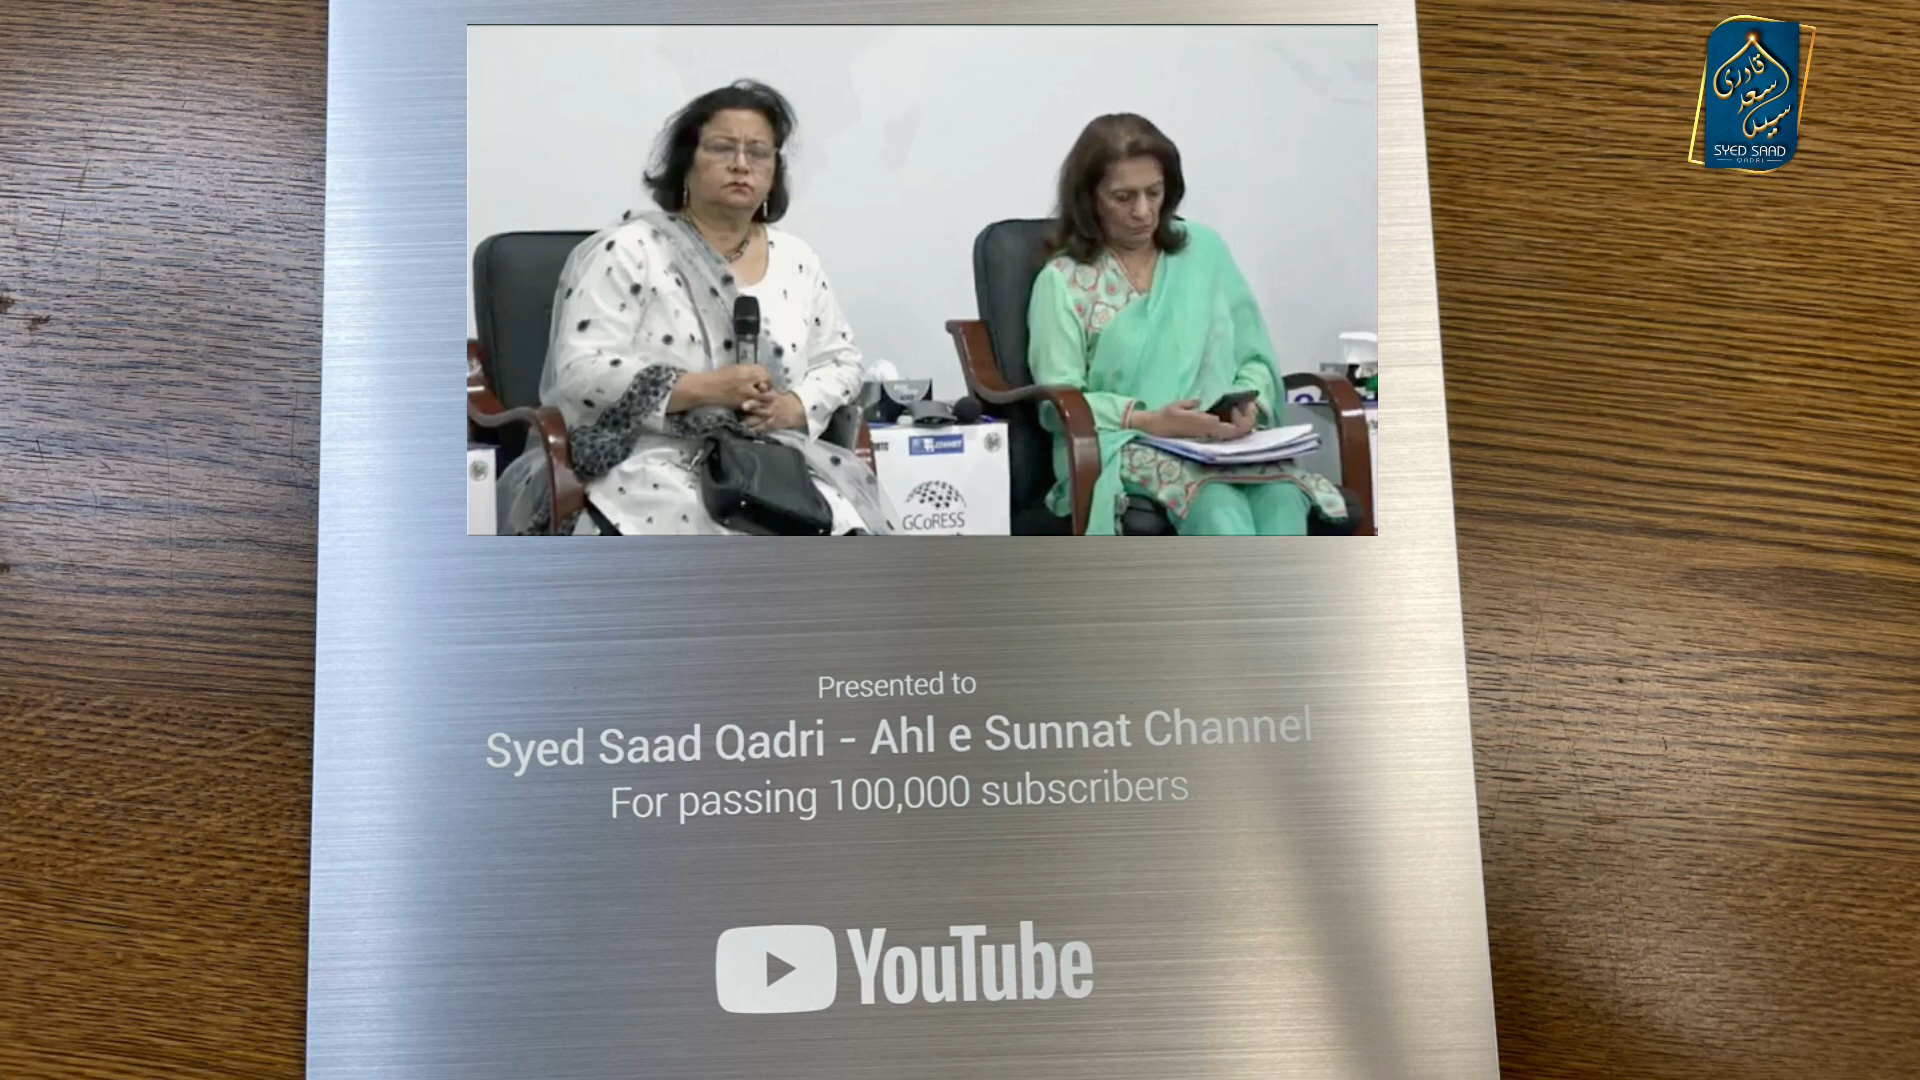 قادری
سعد
سید
SYED SAAD
QADRI
GCoRESS
Presented to
Syed Saad Qadri - Ahl e Sunnat Channel
For passing 100,000 subscribers
YouTube